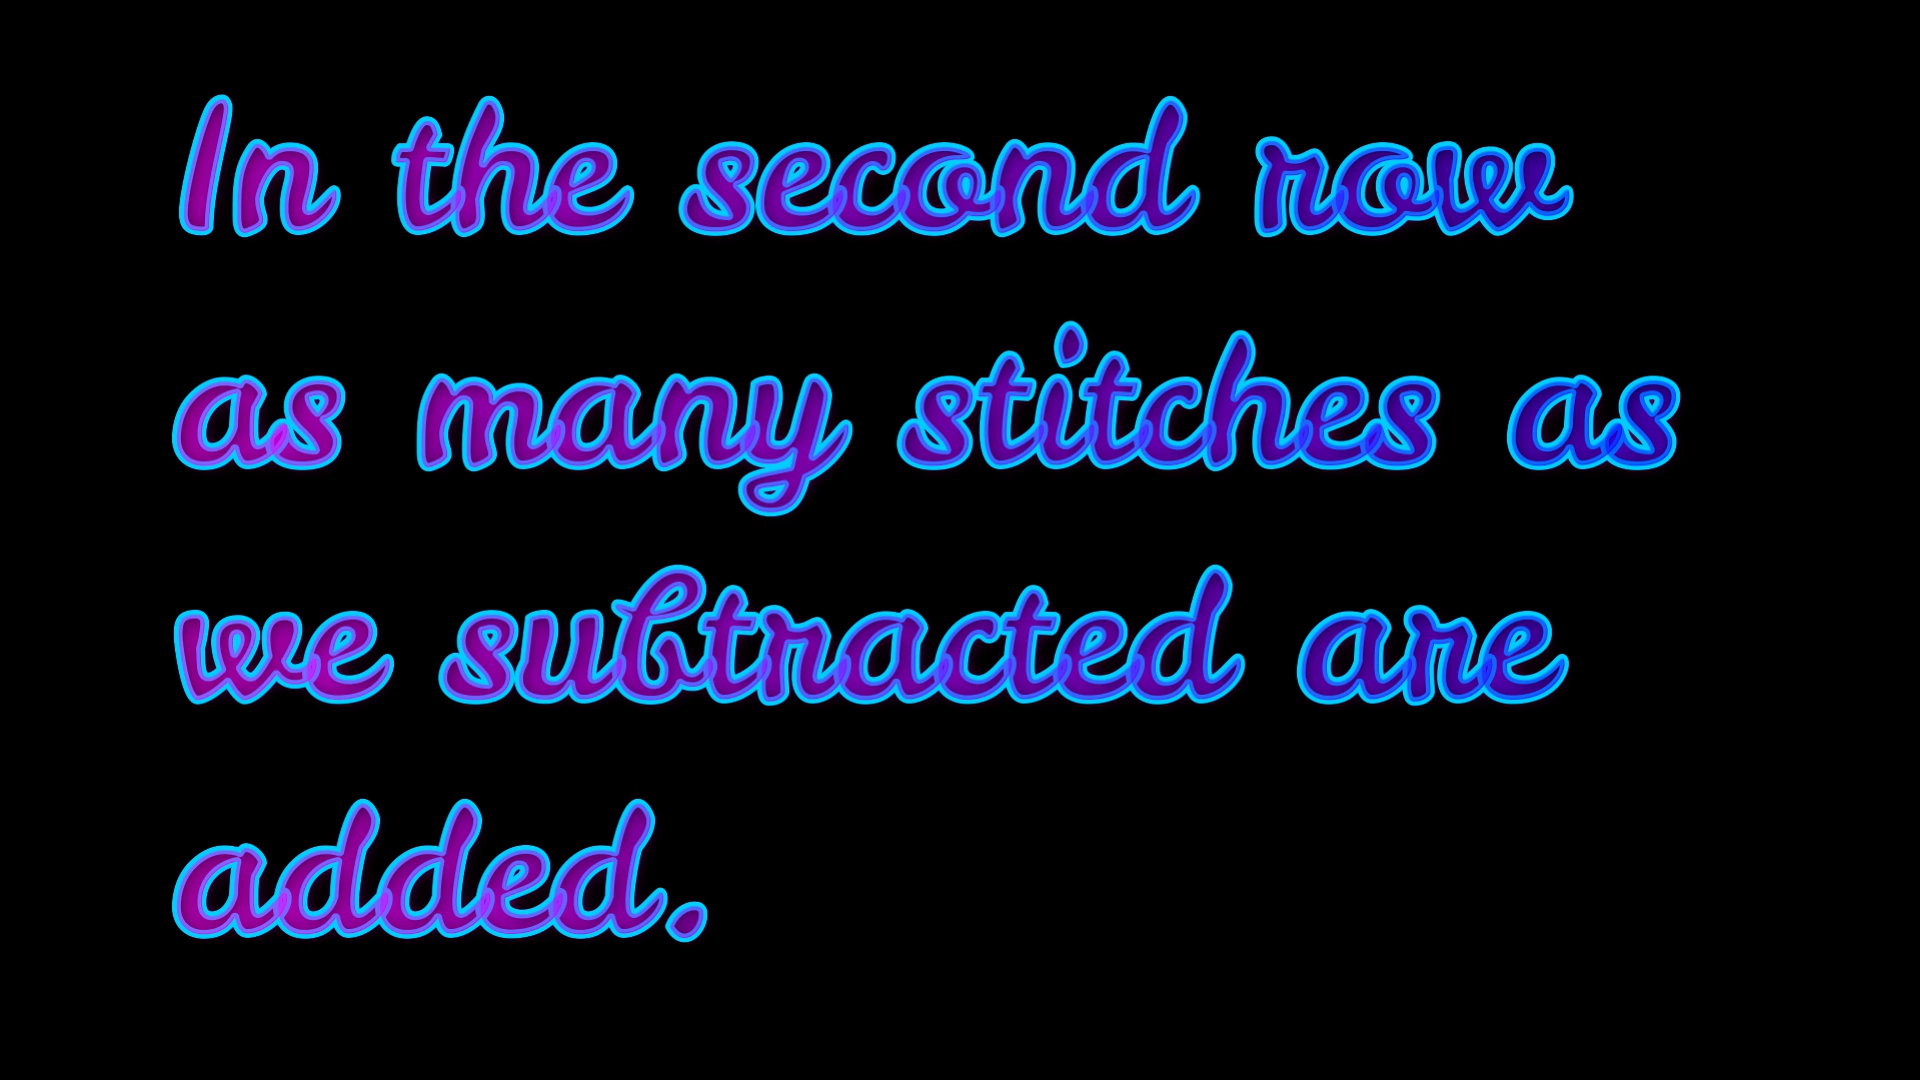 In the second row
as many stitches as
we subtracted are
added.